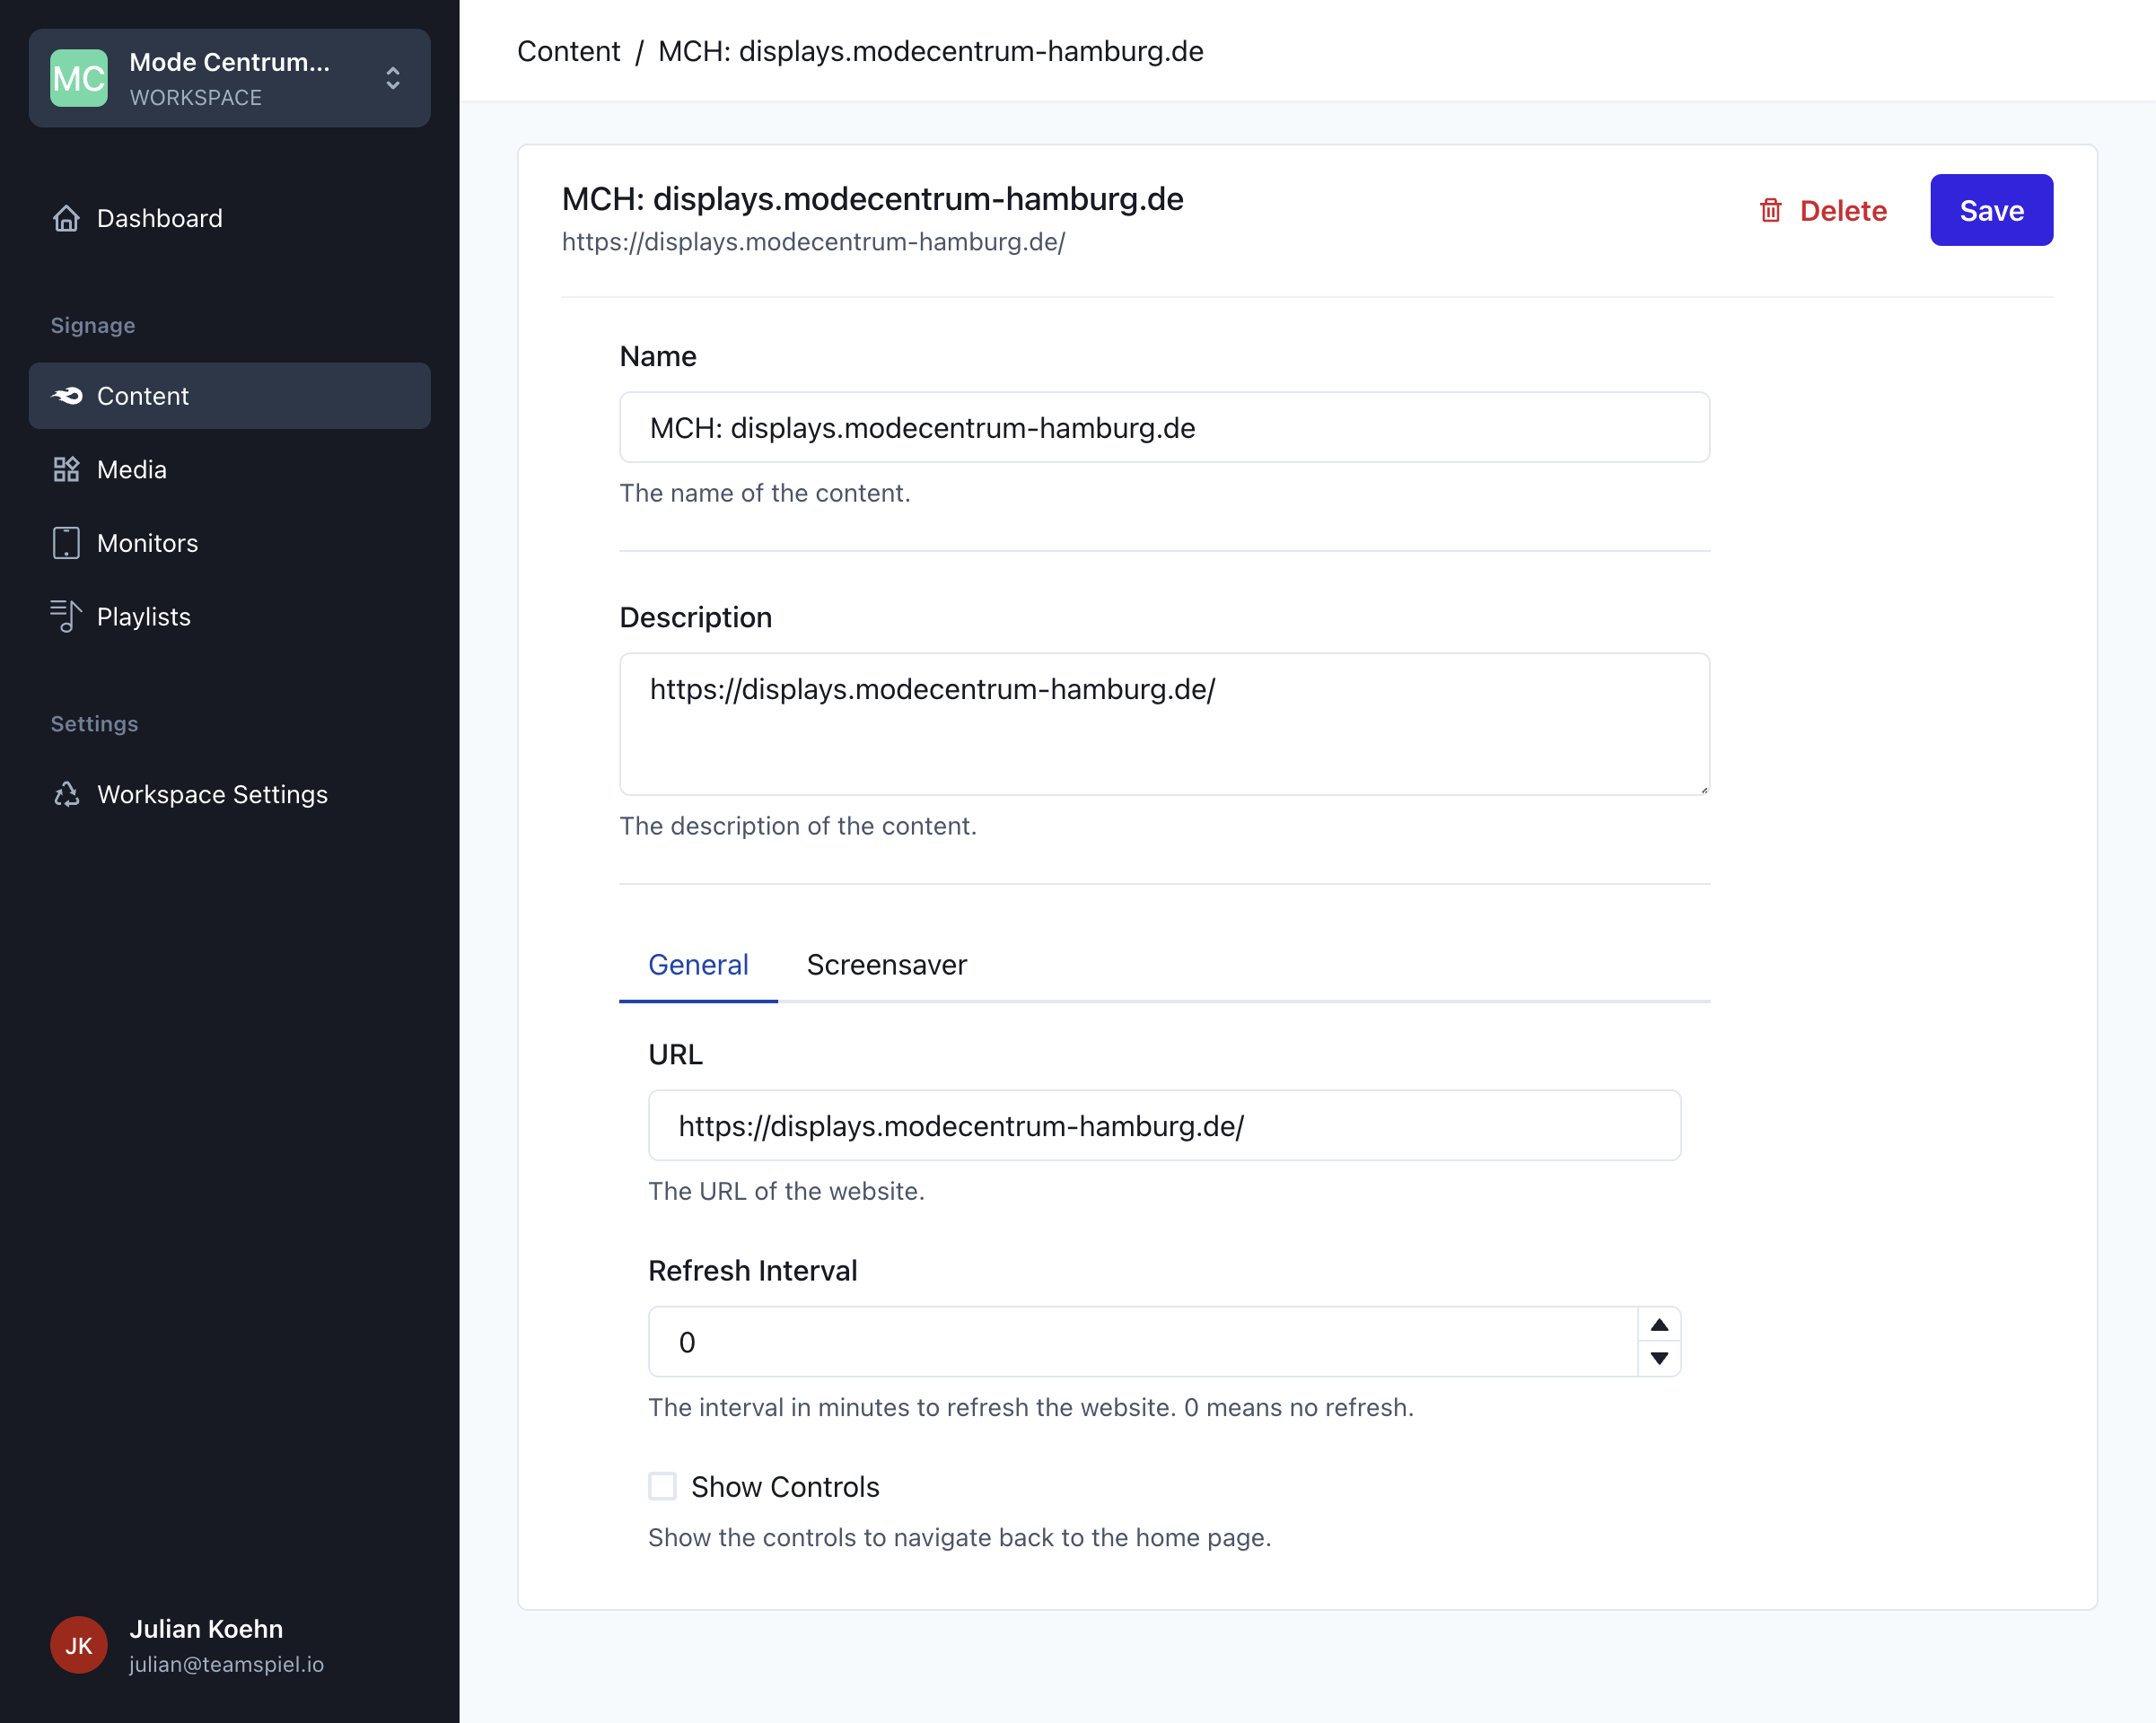 MC
Mode Centrum...
WORKSPACE
Dashboard
Signage
Content
Media
Monitors
Playlists
Settings
Workspace Settings
JK
Julian Koehn
julian@teamspiel.io
Content / MCH: displays.modecentrum-hamburg.de
MCH: displays.modecentrum-hamburg.de
https://displays.modecentrum-hamburg.de/
Delete
Save
Name
MCH: displays.modecentrum-hamburg.de
The name of the content.
Description
https://displays.modecentrum-hamburg.de/
The description of the content.
General Screensaver
URL
https://displays.modecentrum-hamburg.de/
The URL of the website.
Refresh Interval
0
The interval in minutes to refresh the website. 0 means no refresh.
Show Controls
Show the controls to navigate back to the home page.